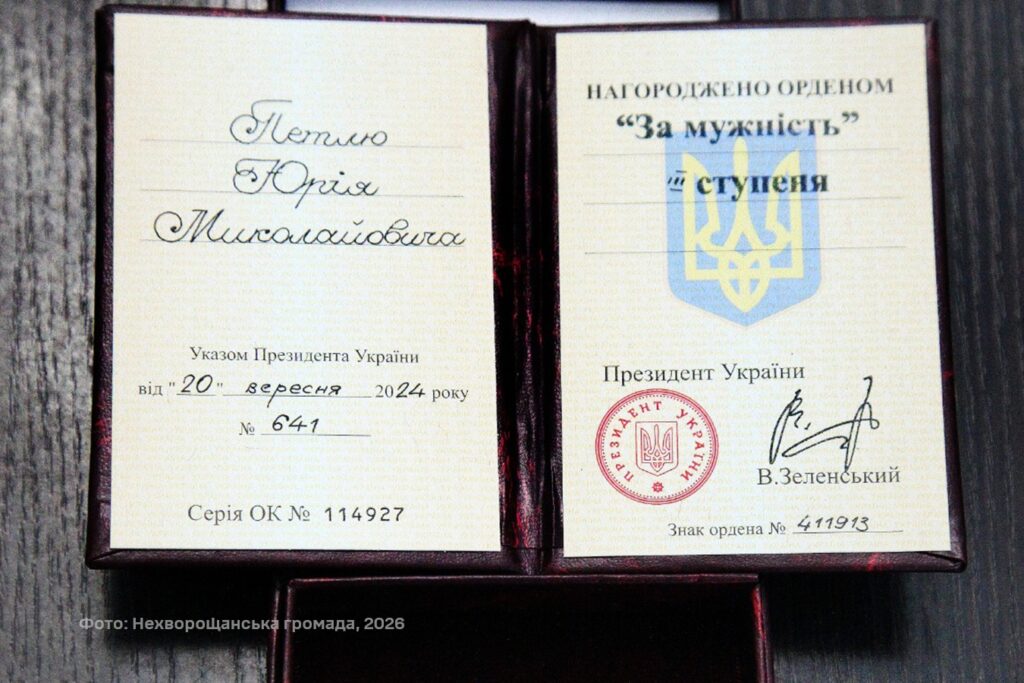 Петлю
Юрія
Миколайовича
Указом Президента України
від "20" вересня 2024 року
№ 641
Серія ОК № 114927
НАГОРОДЖЕНО ОРДЕНОМ
“За мужність”
III ступеня
Президент України
ПРЕЗИДЕНТ УКРАЇНИ
В.Зеленський
Знак ордена № 411913
Фото: Нехворощанська громада, 2026